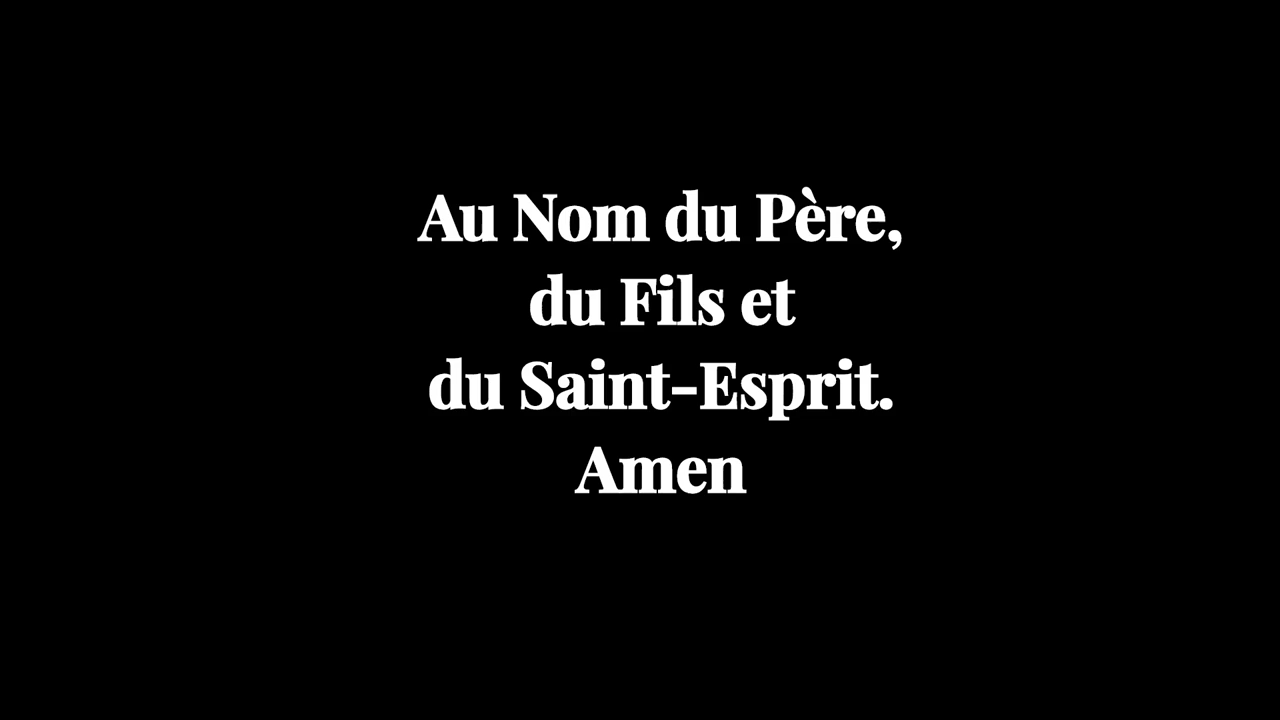 Au Nom du Père,
du Fils et
du Saint-Esprit.
Amen